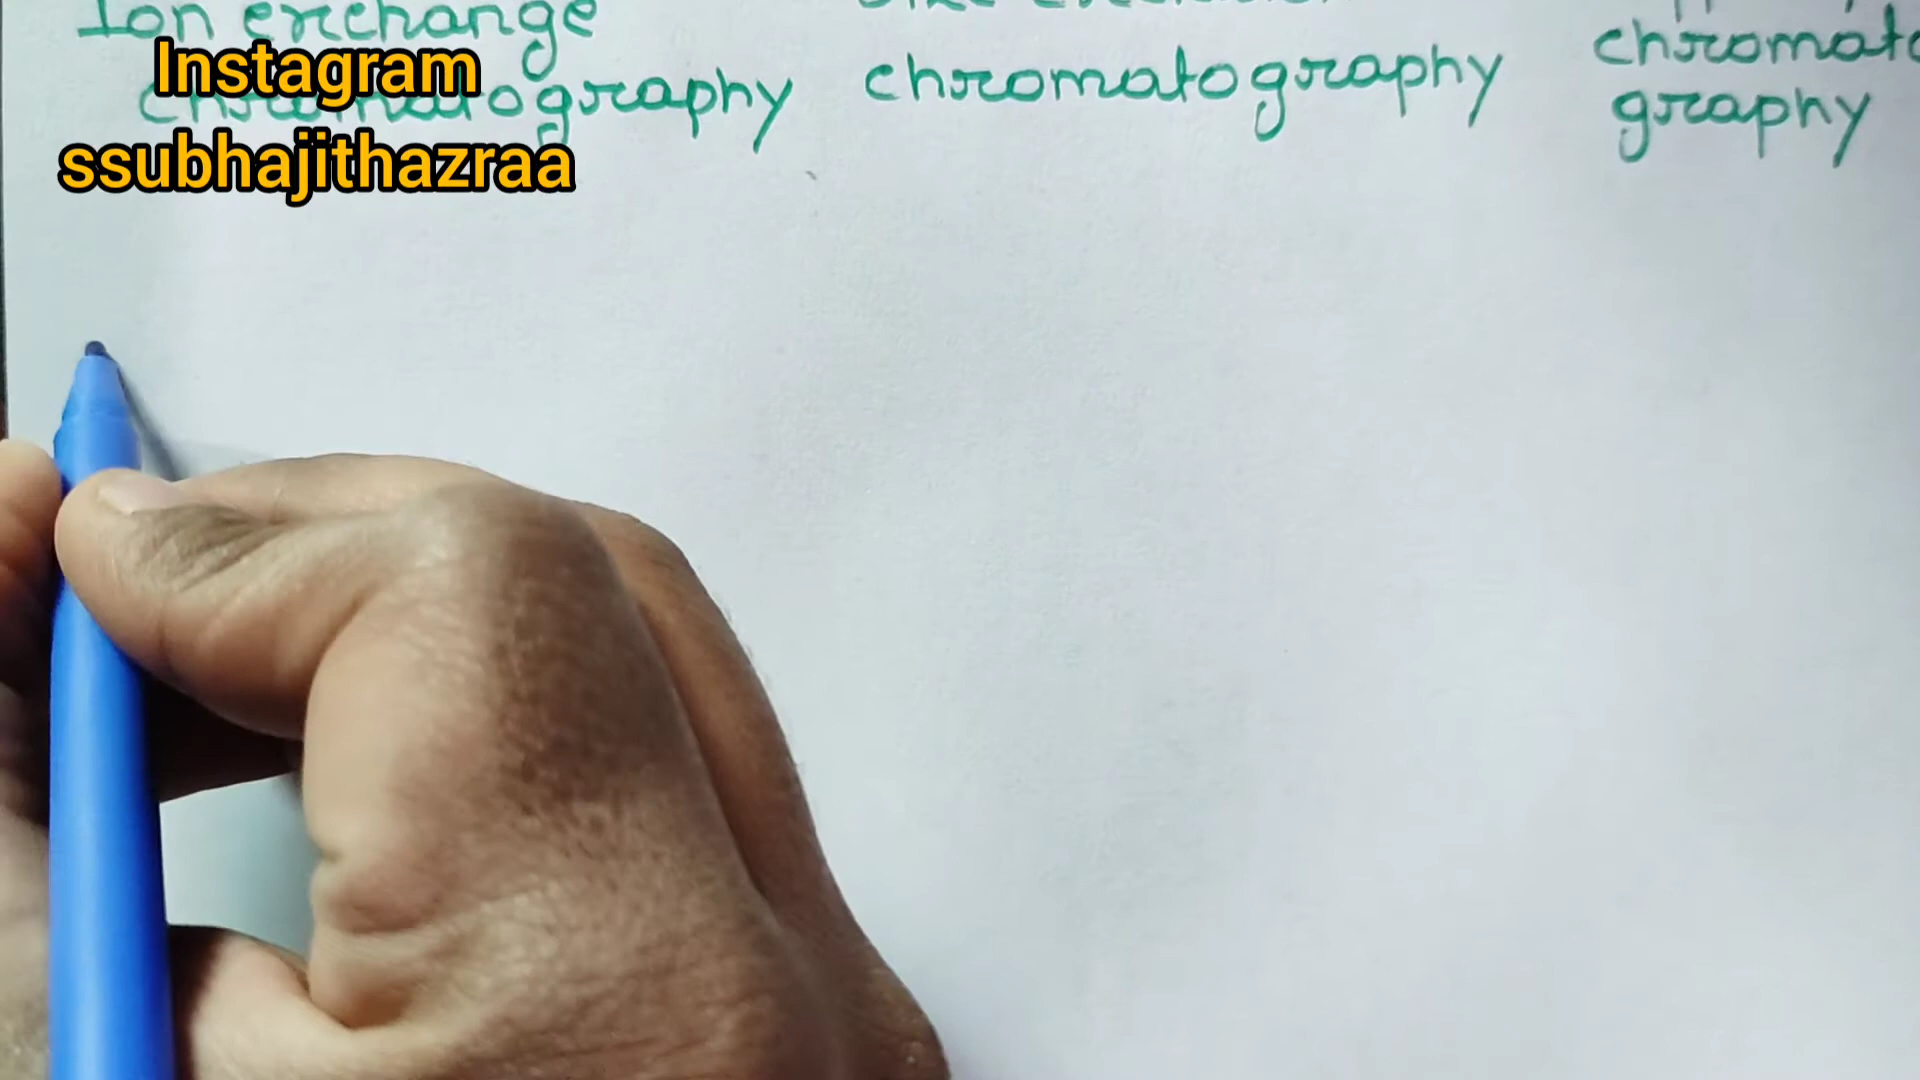 Ion exchange
chromatography
chromatography
chromato
graphy
Instagram
ssubhajithazraa